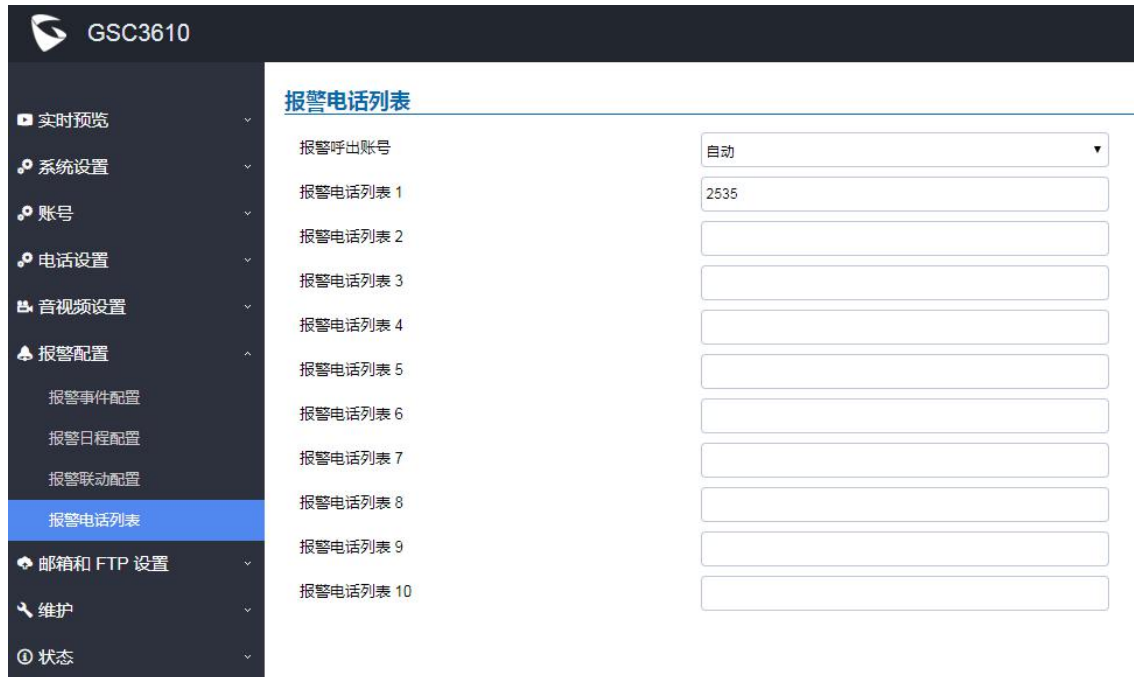 GSC3610
实时预览
系统设置
账号
电话设置
音视频设置
报警配置
报警事件配置
报警日程配置
报警联动配置
报警电话列表
邮箱和 FTP 设置
维护
状态
报警电话列表
报警呼出账号 自动
报警电话列表 1 2535
报警电话列表 2
报警电话列表 3
报警电话列表 4
报警电话列表 5
报警电话列表 6
报警电话列表 7
报警电话列表 8
报警电话列表 9
报警电话列表 10